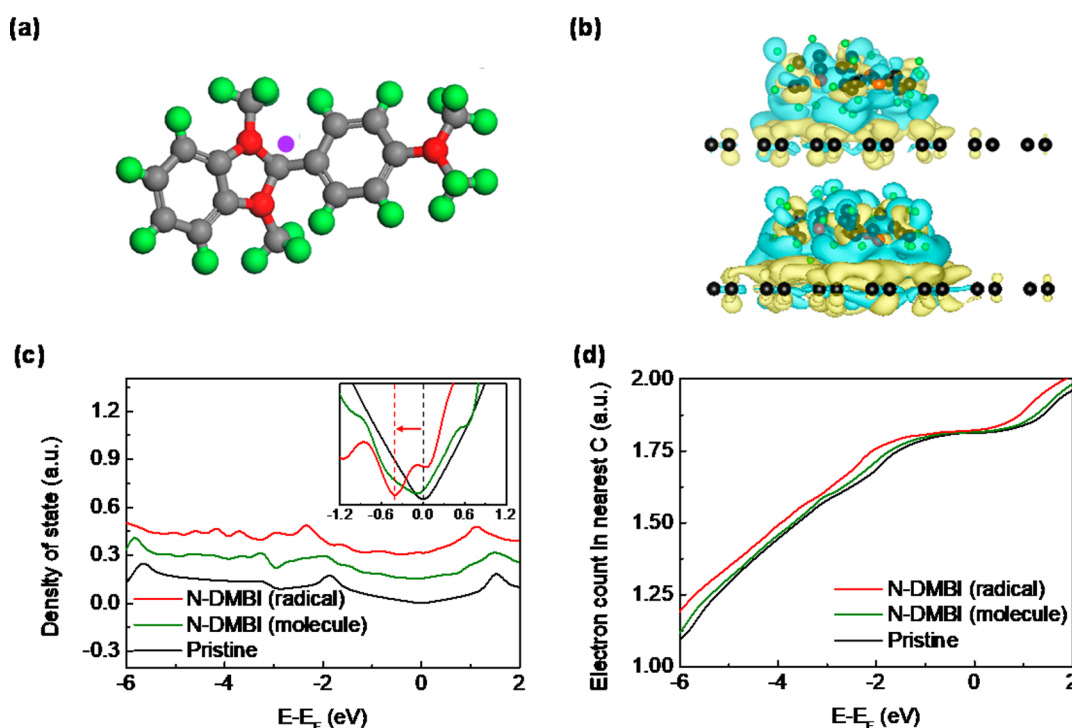 (a)
(b)
(c)
Density of state (a.u.)
1.2
0.9
0.6
0.3
0.0
-0.3
-1.2 -0.6 0.0 0.6 1.2
N-DMBI (radical)
N-DMBI (molecule)
Pristine
-6 -4 -2 0 2
E-EF (eV)
(d)
Electron count in nearest C (a.u.)
2.00
1.75
1.50
1.25
1.00
N-DMBI (radical)
N-DMBI (molecule)
Pristine
-6 -4 -2 0 2
E-EF (eV)